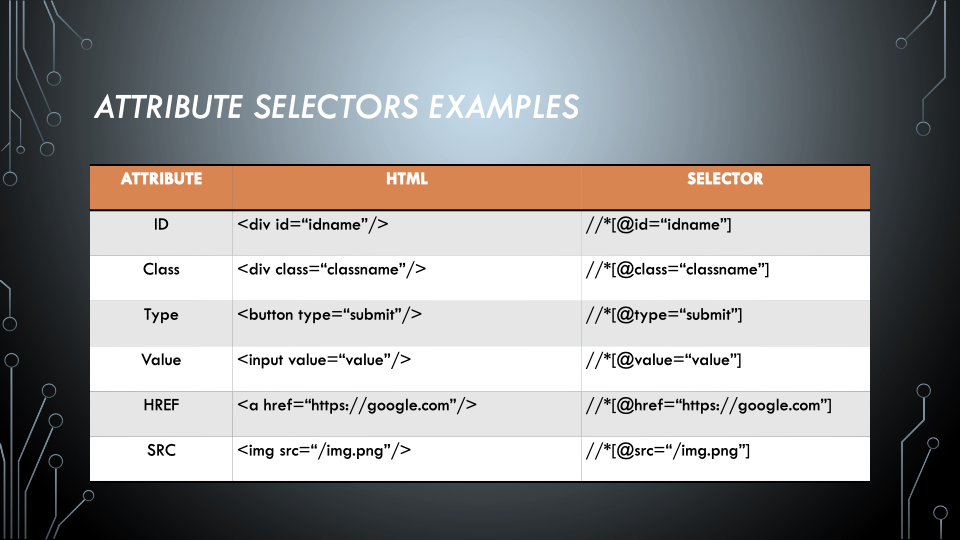 ATTRIBUTE SELECTORS EXAMPLES
ATTRIBUTE HTML SELECTOR
ID <div id=“idname”/> //*[@id=“idname”]
Class <div class=“classname”/> //*[@class=“classname”]
Type <button type=“submit”/> //*[@type=“submit”]
Value <input value=“value”/> //*[@value=“value”]
HREF <a href=“https://google.com”/> //*[@href=“https://google.com”]
SRC <img src=“/img.png”/> //*[@src=“/img.png”]